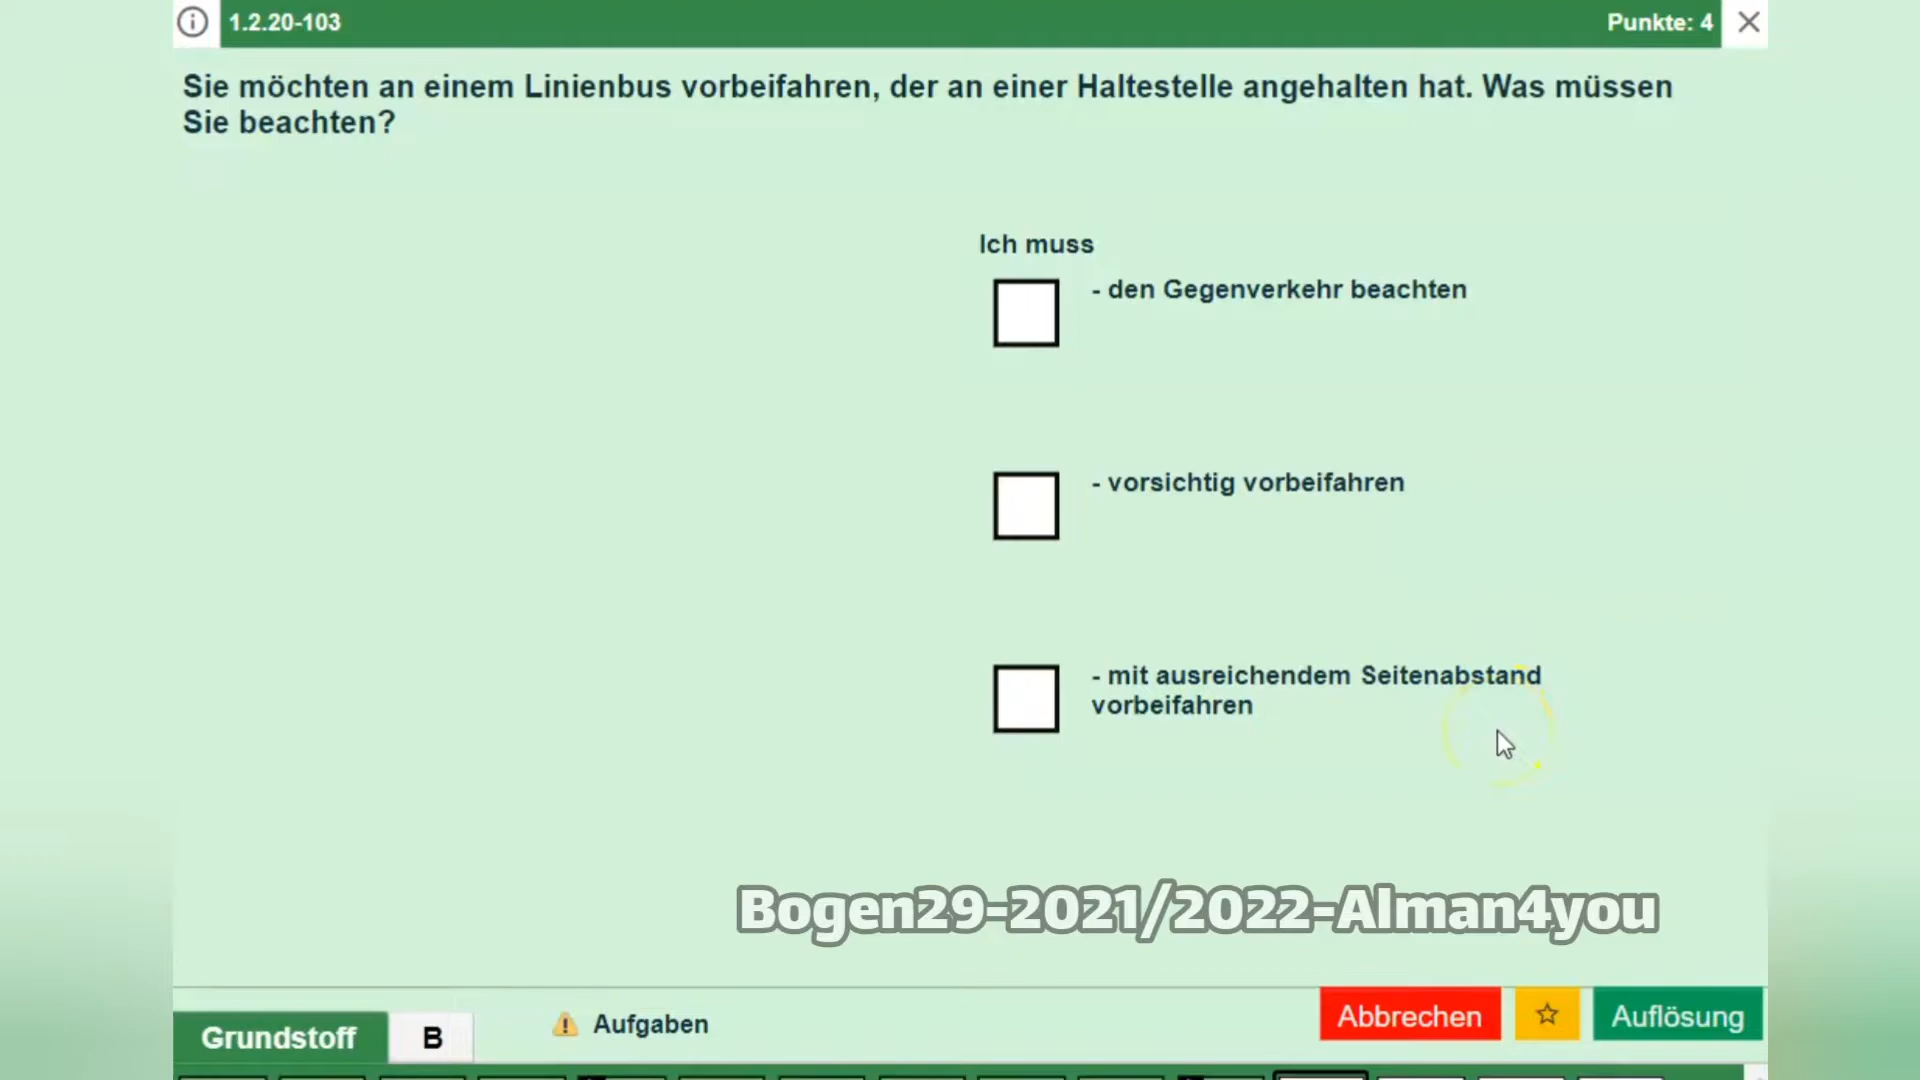 1.2.20-103
Punkte: 4
Sie möchten an einem Linienbus vorbeifahren, der an einer Haltestelle angehalten hat. Was müssen
Sie beachten?
Ich muss
- den Gegenverkehr beachten
- vorsichtig vorbeifahren
- mit ausreichendem Seitenabstand
vorbeifahren
Bogen29-2021/2022-Alman4you
Grundstoff
B
Aufgaben
Abbrechen
Auflösung